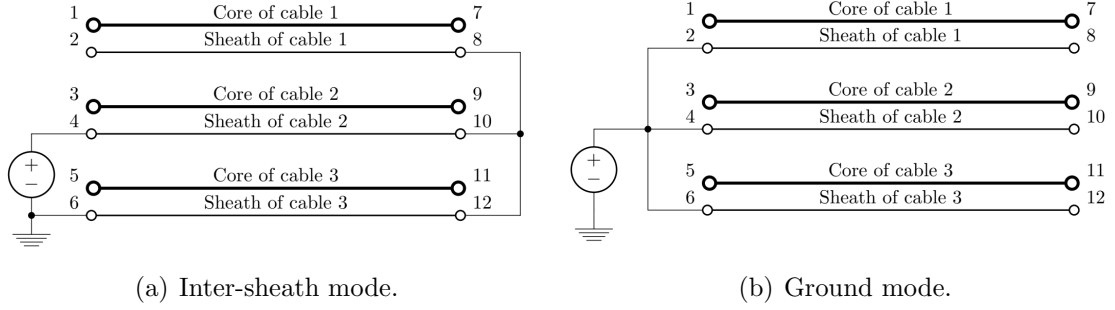 1 Core of cable 1 7
2 Sheath of cable 1 8
3 Core of cable 2 9
4 Sheath of cable 2 10
+
−
5 Core of cable 3 11
6 Sheath of cable 3 12
(a) Inter-sheath mode.
1 Core of cable 1 7
2 Sheath of cable 1 8
3 Core of cable 2 9
4 Sheath of cable 2 10
+
−
5 Core of cable 3 11
6 Sheath of cable 3 12
(b) Ground mode.